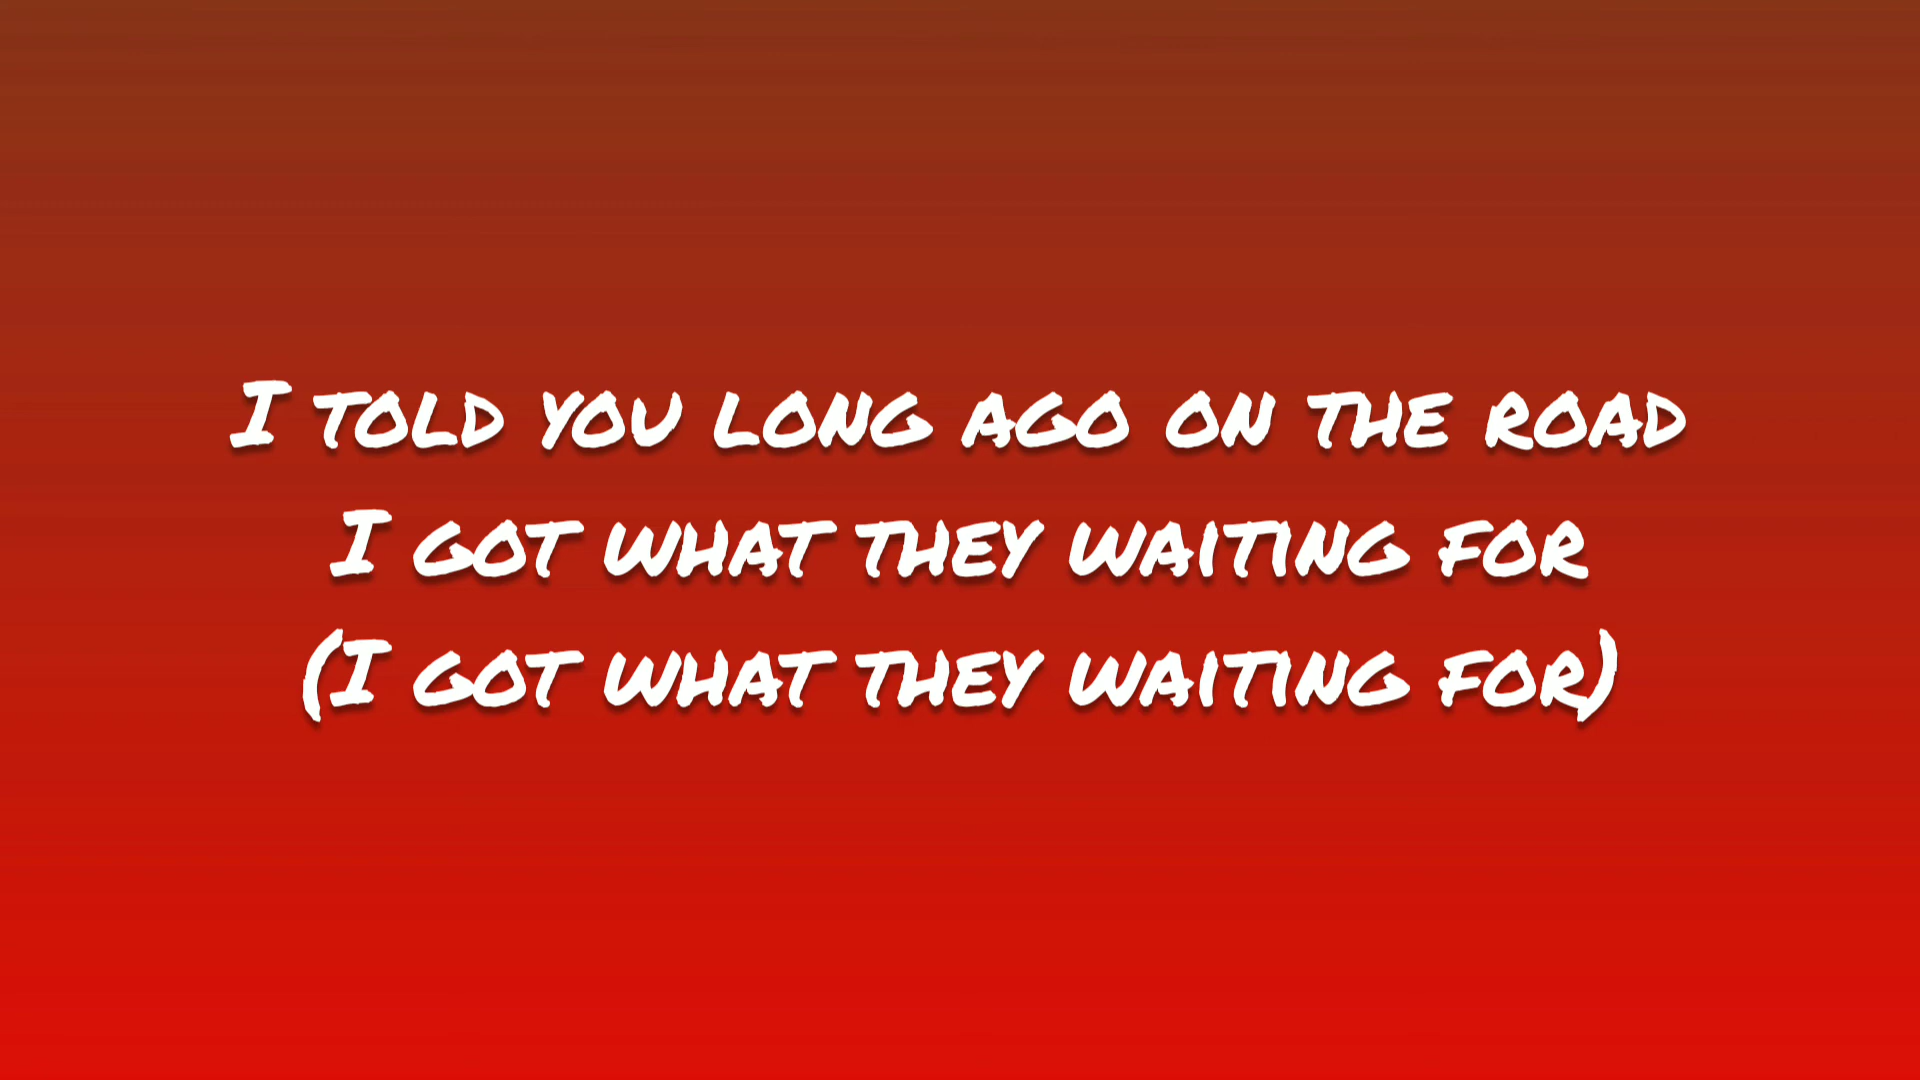 I told you long ago on the road
I got what they waiting for
(I got what they waiting for)